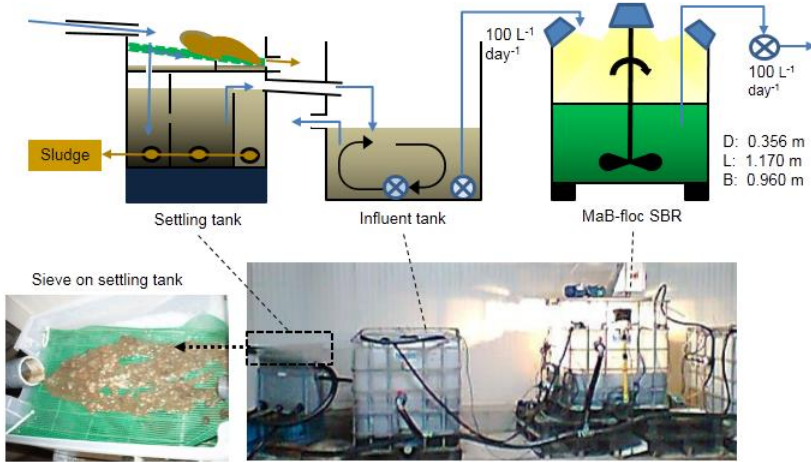 100 L-1
day-1
100 L-1
day-1
Sludge
D: 0.356 m
L: 1.170 m
B: 0.960 m
Settling tank
Influent tank
MaB-floc SBR
Sieve on settling tank